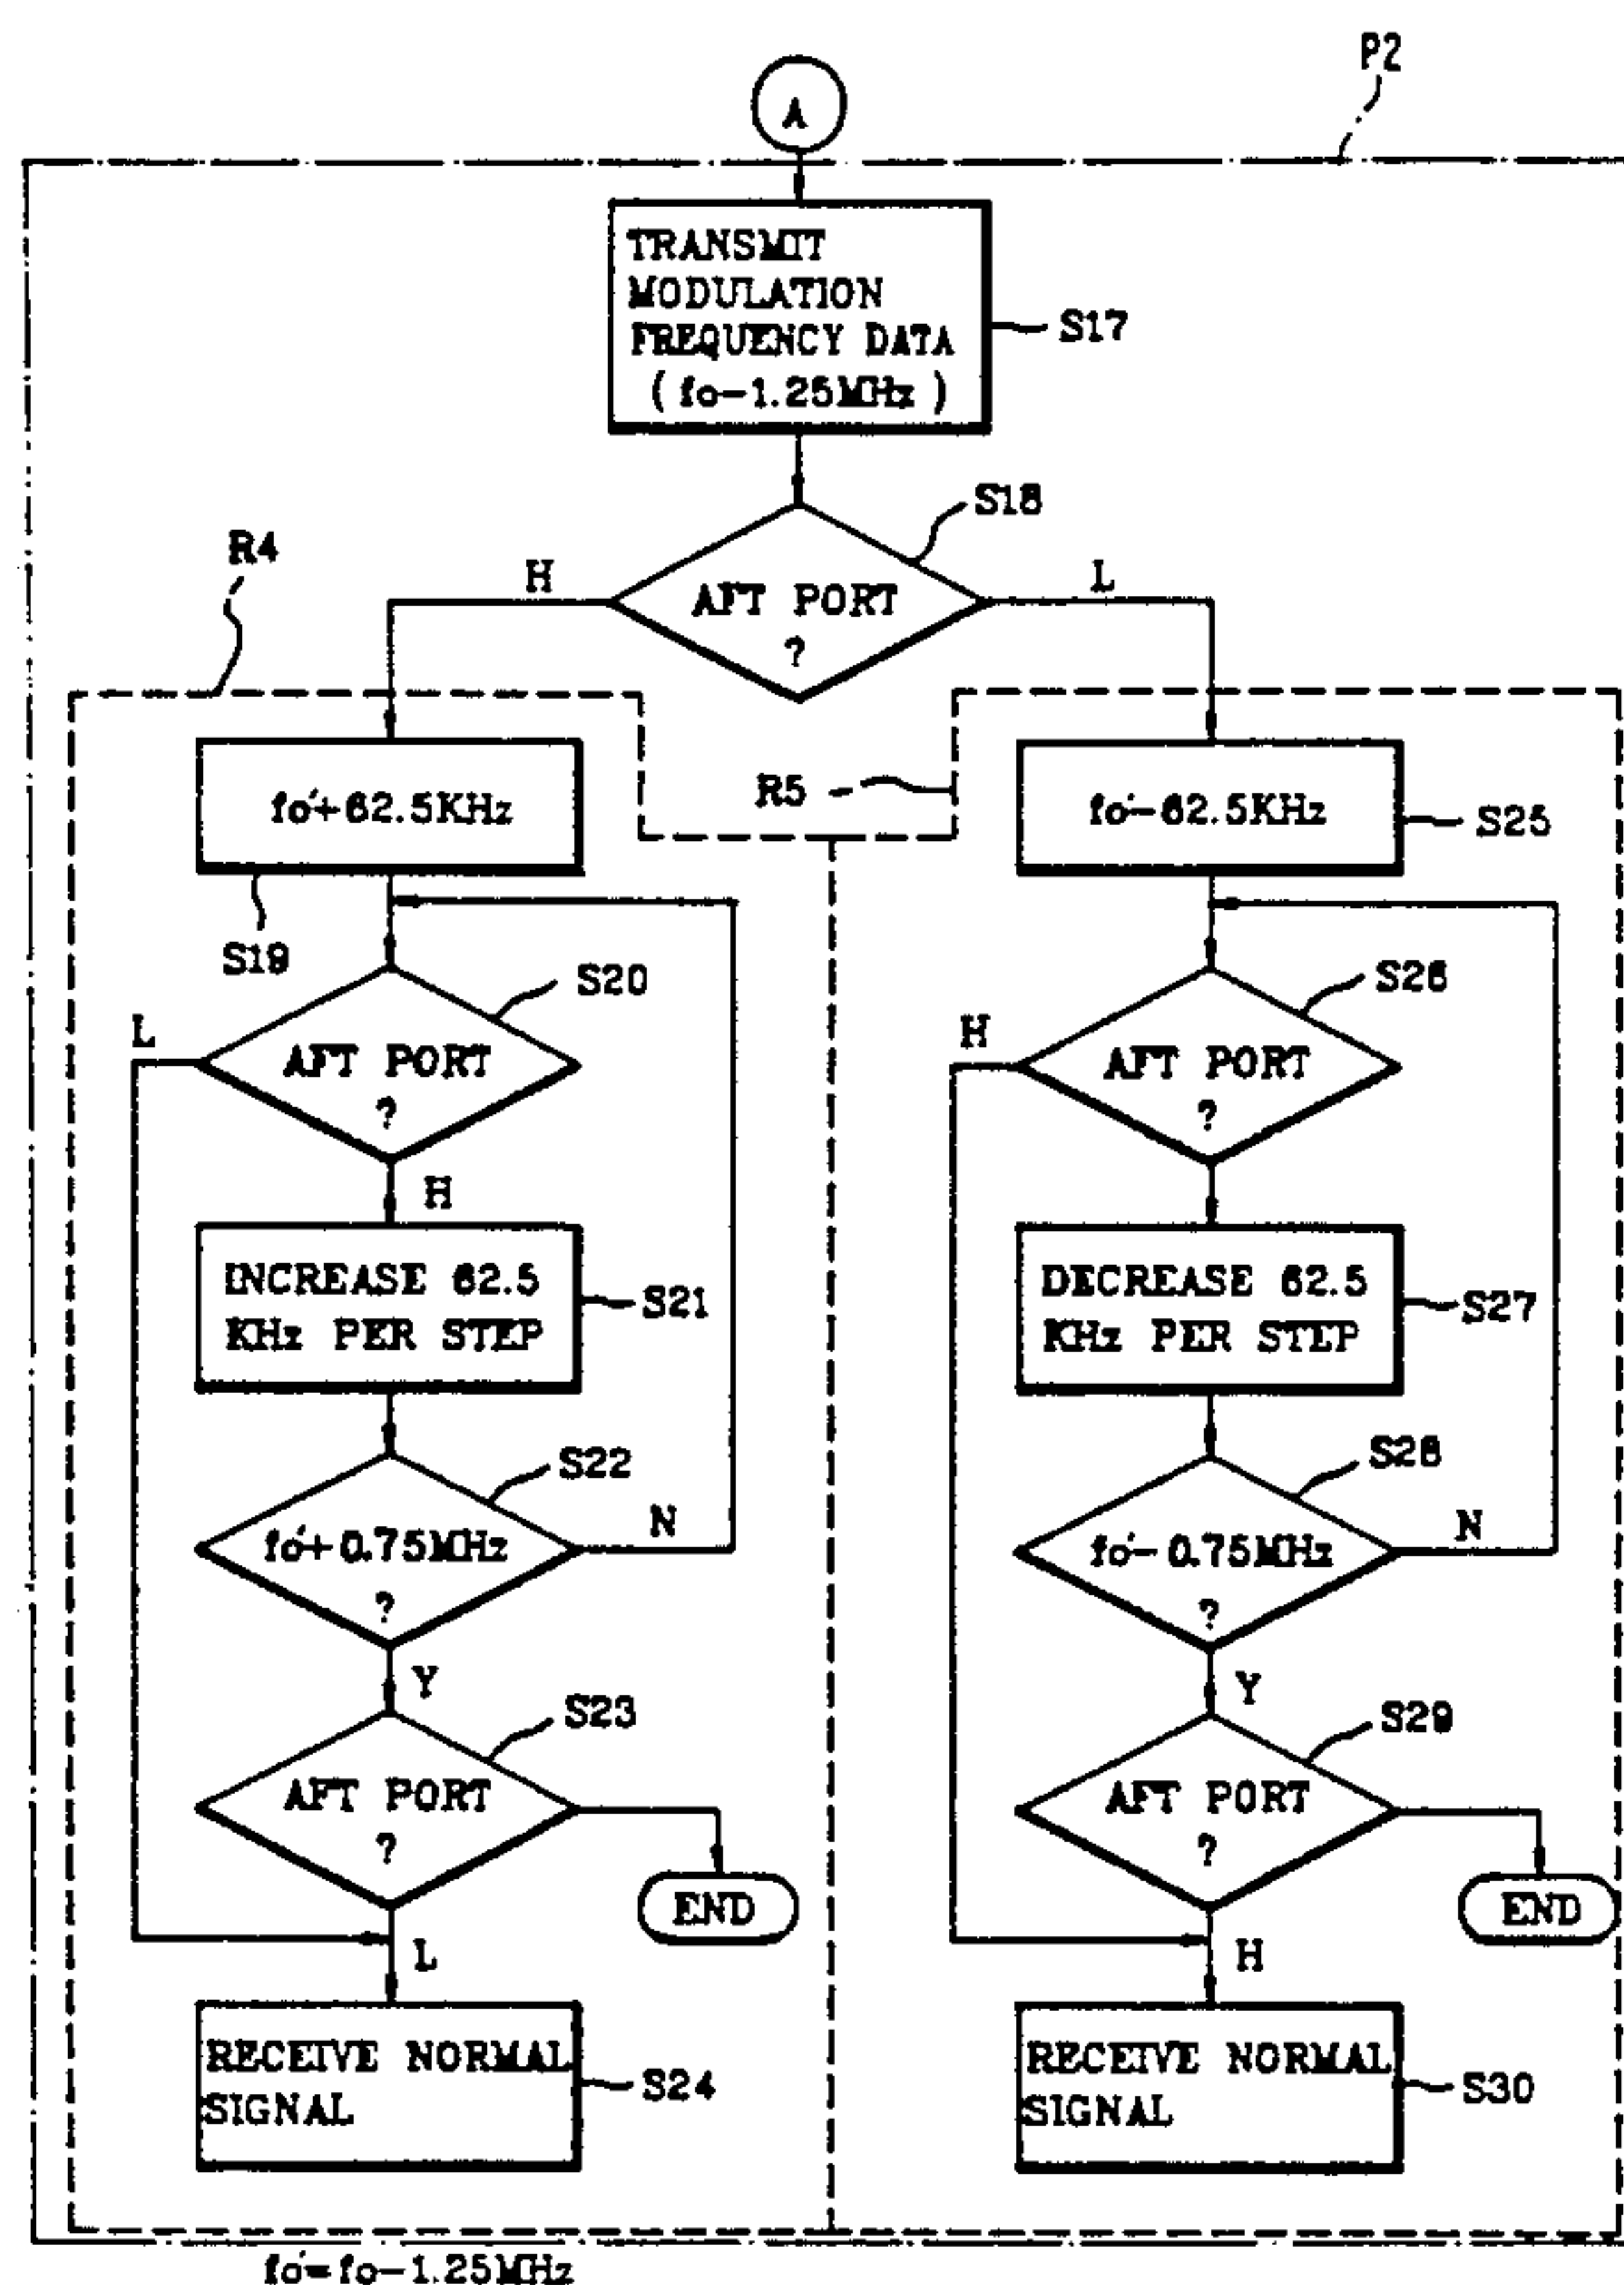 P2
A
TRANSMIT
MODULATION
FREQUENCY DATA
(fo-1.25MHz)
S17
S18
AFT PORT
?
H
L
R4
R5
fo'+62.5KHz
S19
L
AFT PORT
?
S20
H
INCREASE 62.5
KHz PER STEP
S21
fo'+0.75MHz
?
S22
N
Y
AFT PORT
?
S23
END
L
RECEIVE NORMAL
SIGNAL
S24
fo'-62.5KHz
S25
H
AFT PORT
?
S26
DECREASE 62.5
KHz PER STEP
S27
fo'-0.75MHz
?
S28
N
Y
AFT PORT
?
S29
END
H
RECEIVE NORMAL
SIGNAL
S30
fo'=fo-1.25MHz